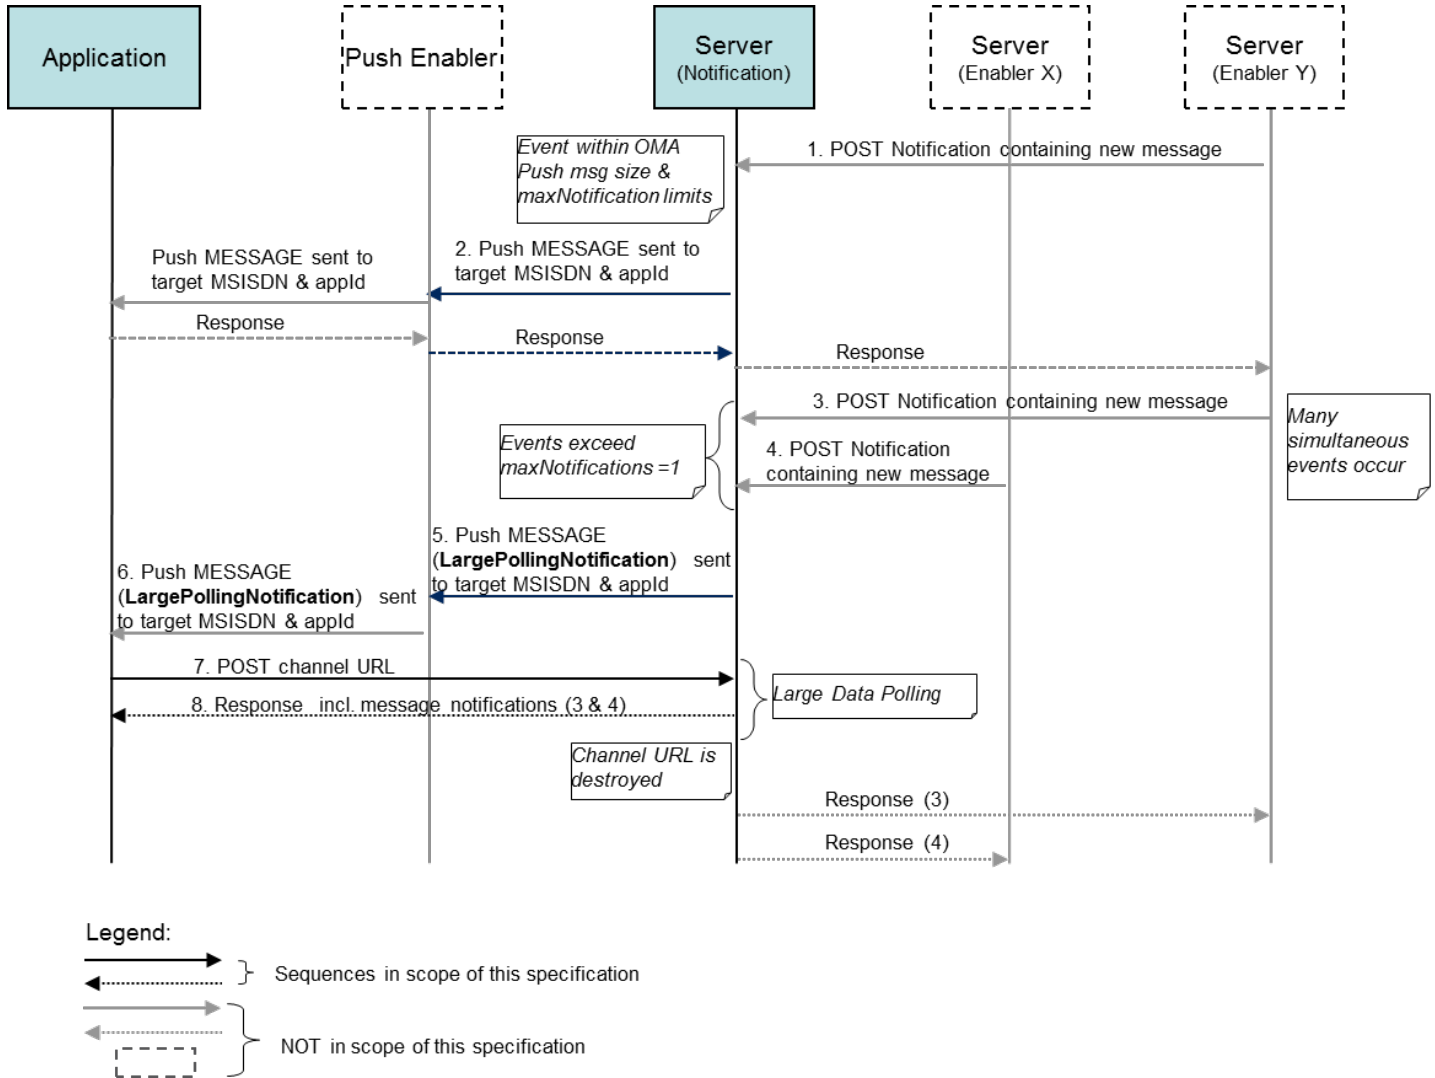 Application
Push Enabler
Server
(Notification)
Server
(Enabler X)
Server
(Enabler Y)
Event within OMA
Push msg size &
maxNotification limits
1. POST Notification containing new message
Push MESSAGE sent to
target MSISDN & appId
2. Push MESSAGE sent to
target MSISDN & appId
Response
Response
Response
3. POST Notification containing new message
Many
simultaneous
events occur
Events exceed
maxNotifications =1
4. POST Notification
containing new message
5. Push MESSAGE
(LargePollingNotification) sent
to target MSISDN & appId
6. Push MESSAGE
(LargePollingNotification) sent
to target MSISDN & appId
7. POST channel URL
Large Data Polling
8. Response incl. message notifications (3 & 4)
Channel URL is
destroyed
Response (3)
Response (4)
Legend:
Sequences in scope of this specification
NOT in scope of this specification